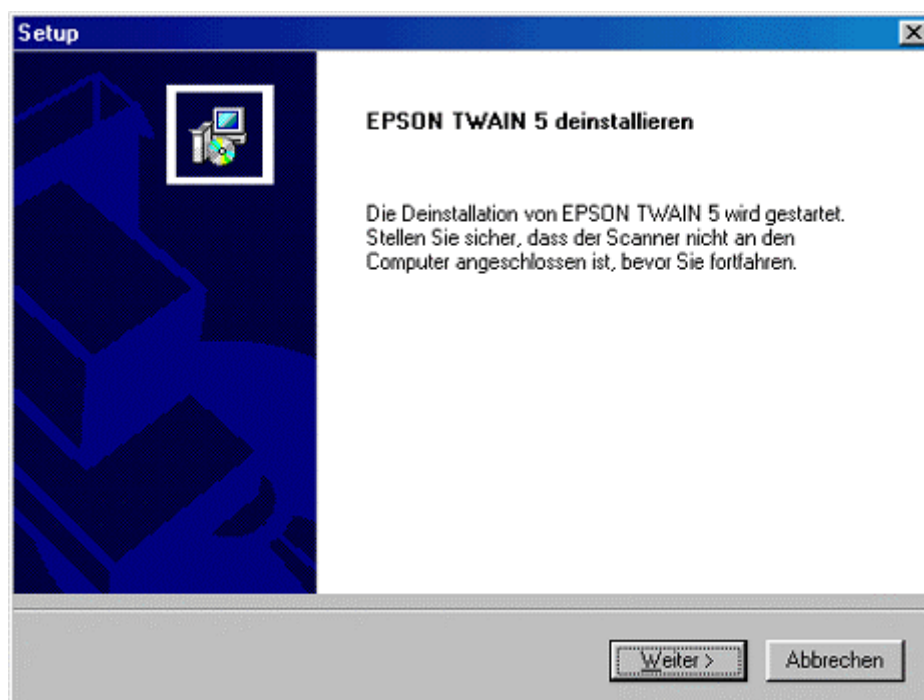 Setup
EPSON TWAIN 5 deinstallieren
Die Deinstallation von EPSON TWAIN 5 wird gestartet.
Stellen Sie sicher, dass der Scanner nicht an den
Computer angeschlossen ist, bevor Sie fortfahren.
Weiter >
Abbrechen